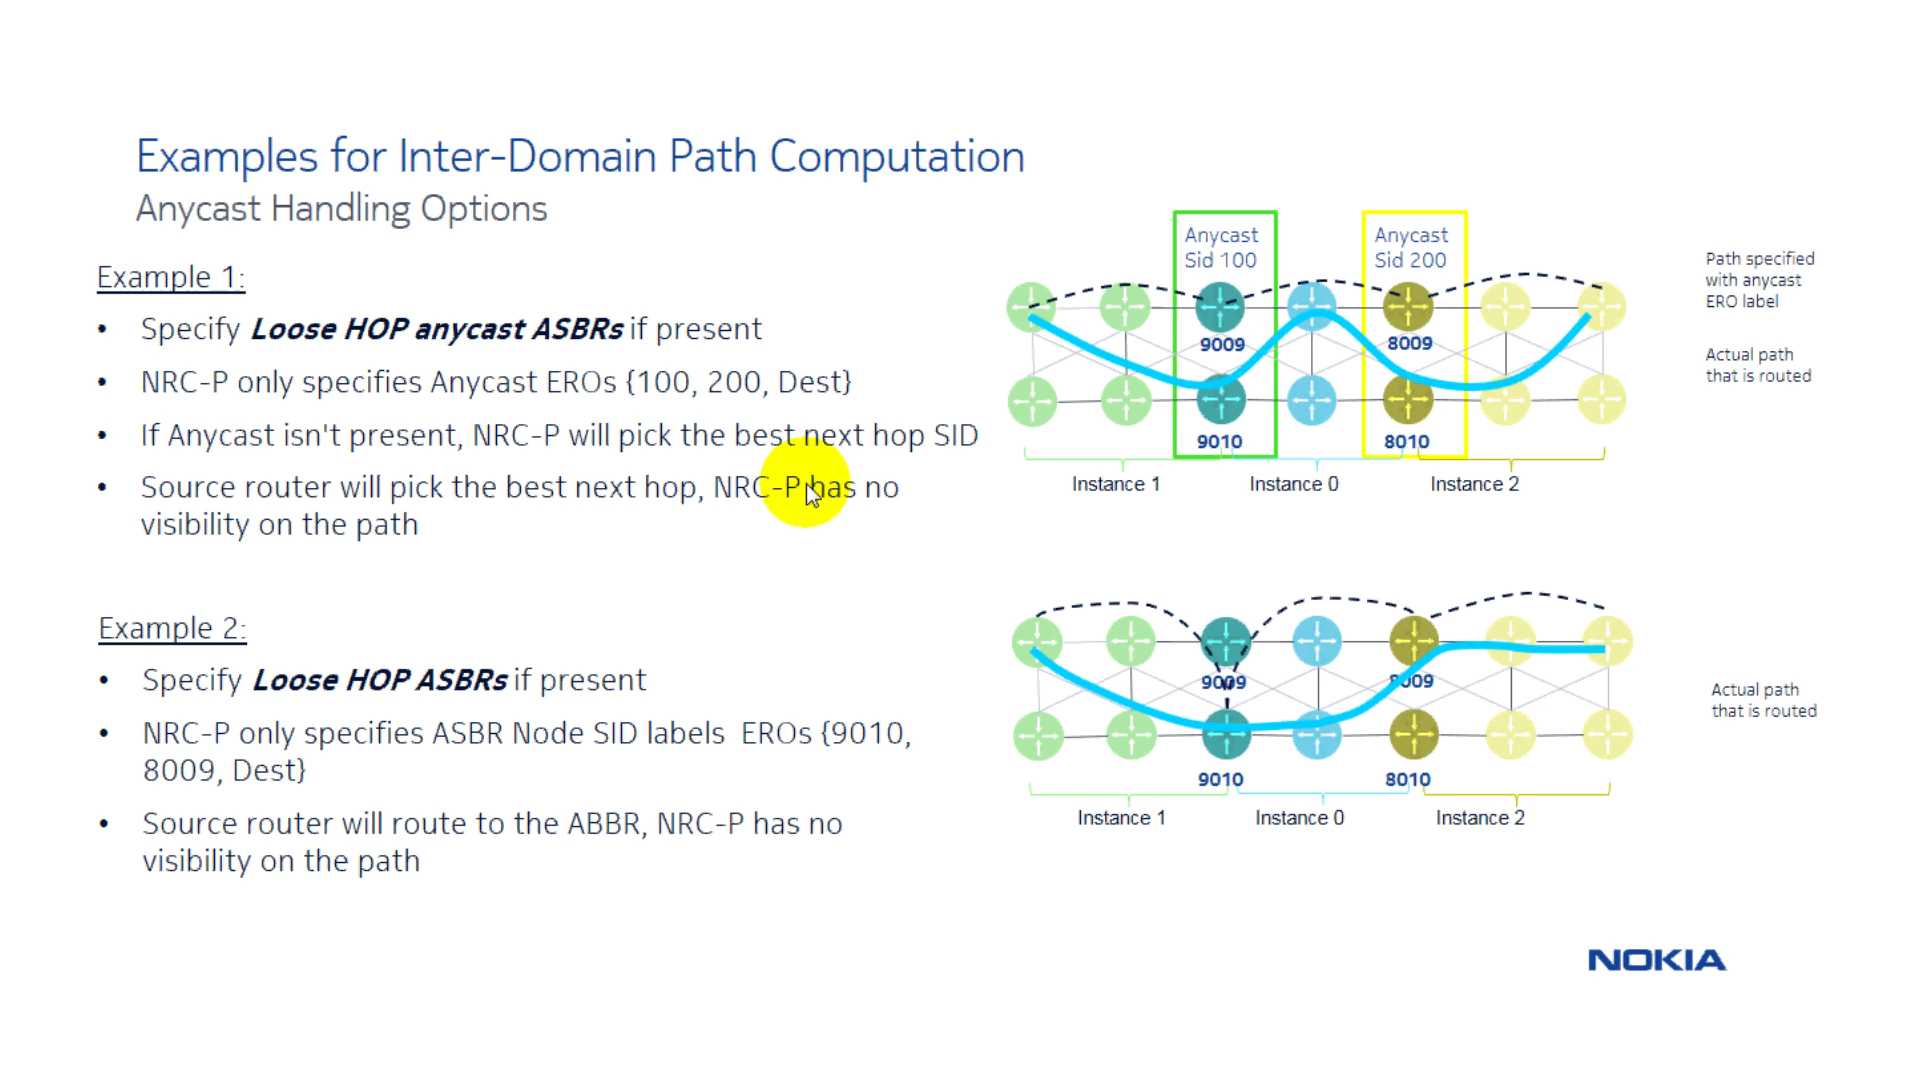 Examples for Inter-Domain Path Computation
Anycast Handling Options
Example 1:
• Specify Loose HOP anycast ASBRs if present
• NRC-P only specifies Anycast EROs {100, 200, Dest}
• If Anycast isn't present, NRC-P will pick the best next hop SID
• Source router will pick the best next hop, NRC-P has no
visibility on the path
Example 2:
• Specify Loose HOP ASBRs if present
• NRC-P only specifies ASBR Node SID labels EROs {9010,
8009, Dest}
• Source router will route to the ABBR, NRC-P has no
visibility on the path
Anycast
Sid 100
Anycast
Sid 200
9009
8009
9010
8010
Instance 1
Instance 0
Instance 2
Path specified
with anycast
ERO label
Actual path
that is routed
9009
8009
9010
8010
Instance 1
Instance 0
Instance 2
Actual path
that is routed
NOKIA